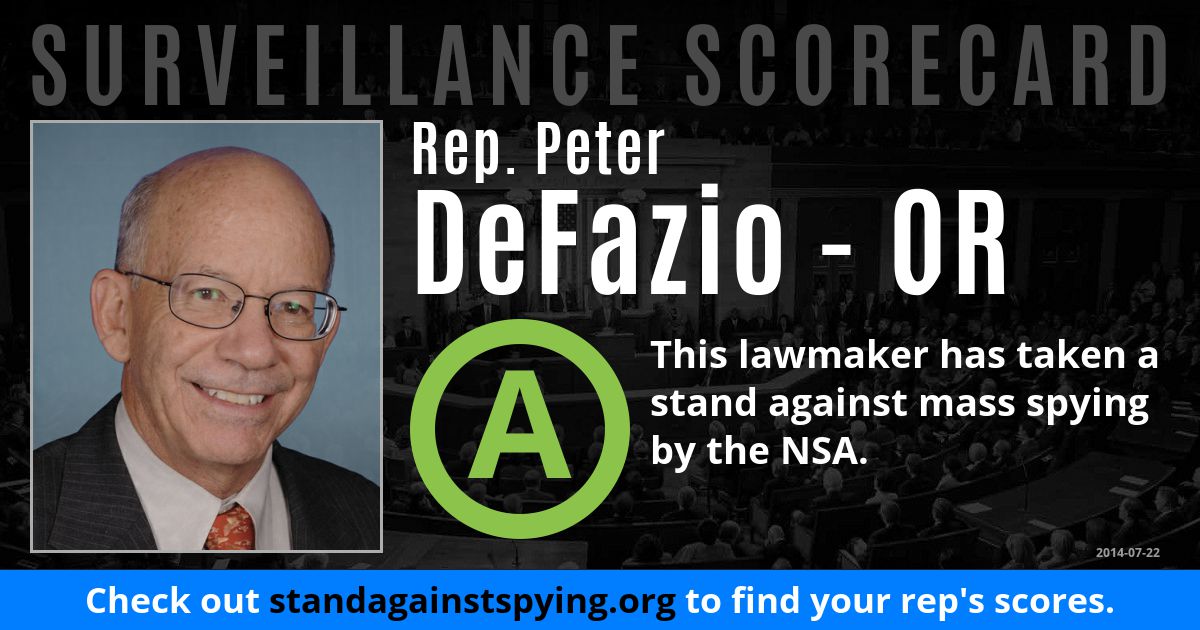 SURVEILLANCE SCORECARD
Rep. Peter
DeFazio - OR
A
This lawmaker has taken a
stand against mass spying
by the NSA.
2014-07-22
Check out standagainstspying.org to find your rep's scores.